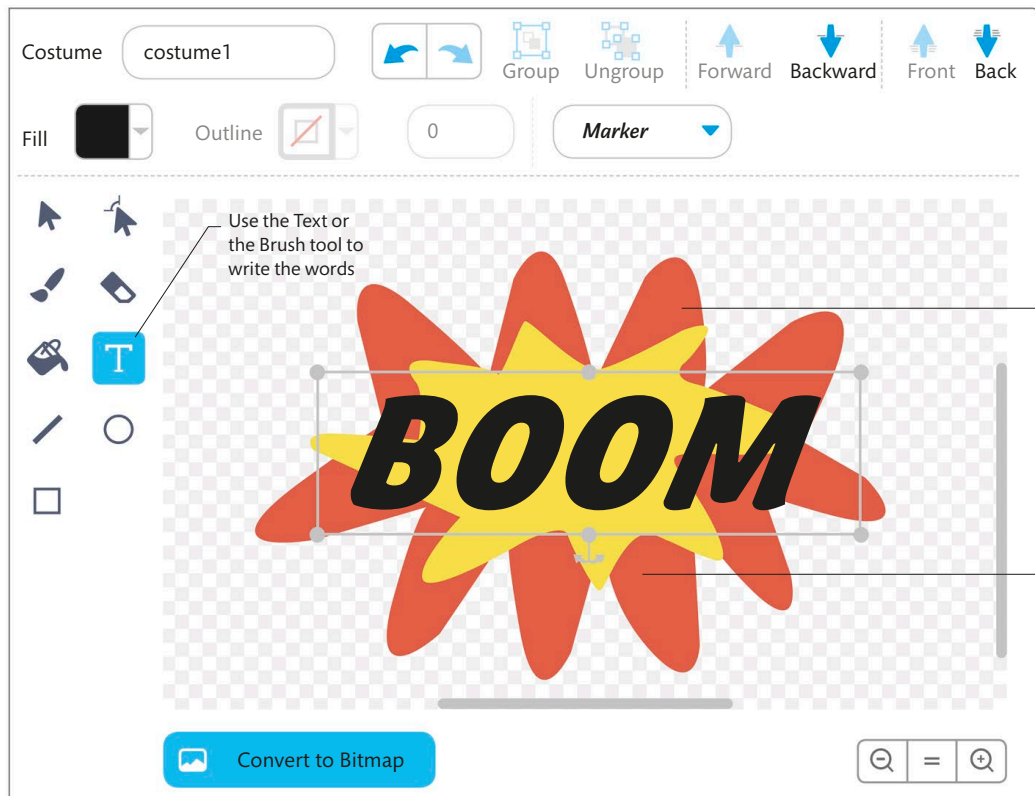 Costume costume1
Group Ungroup Forward Backward Front Back
Fill Outline 0 Marker
Use the Text or
the Brush tool to
write the words
T
BOOM
Convert to Bitmap